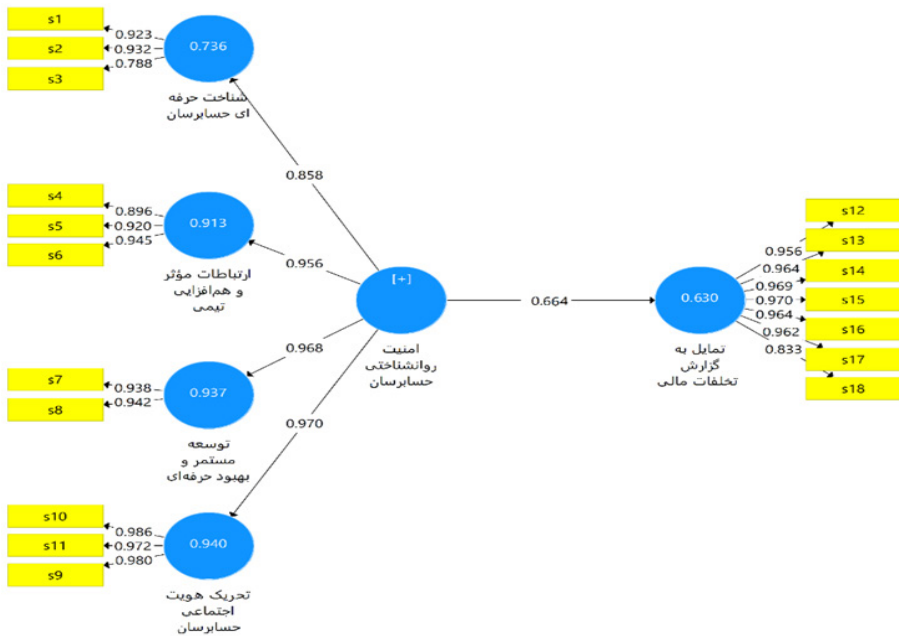 s1
s2
s3
0.923
0.932
0.788
0.736
شناخت حرفه
ای حسابرسان
0.858
s4
s5
s6
0.896
0.920
0.945
0.913
ارتباطات مؤثر
و هم‌افزایی
تیمی
0.956
[+]
امنیت
روانشناختی
حسابرسان
0.664
0.630
تمایل به
گزارش
تخلفات مالی
0.956
0.964
0.969
0.970
0.964
0.962
0.833
s12
s13
s14
s15
s16
s17
s18
s7
s8
0.938
0.942
0.937
توسعه
مستمر و
بهبود حرفه‌ای
0.968
0.970
s10
s11
s9
0.986
0.972
0.980
0.940
تحریک هویت
اجتماعی
حسابرسان